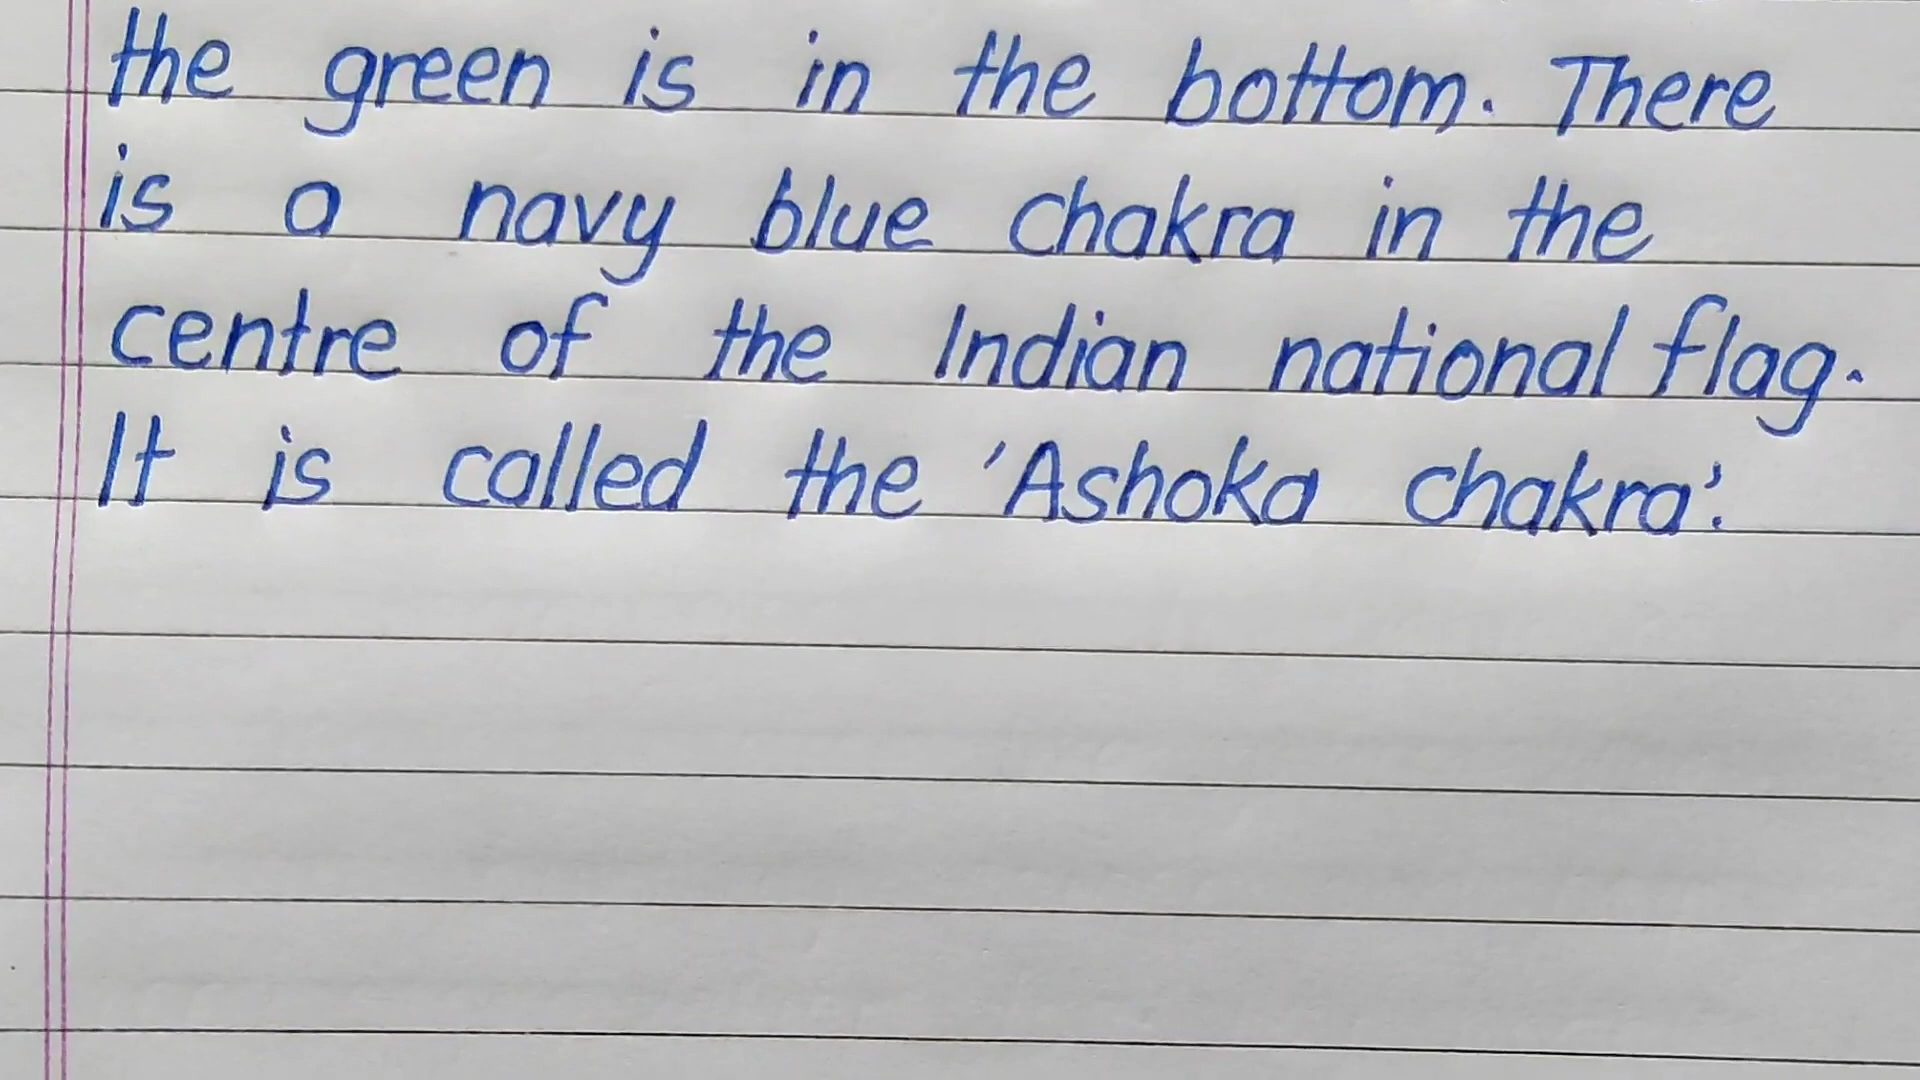 the green is in the bottom. There
is a navy blue chakra in the
centre of the Indian national flag.
It is called the 'Ashoka chakra'.